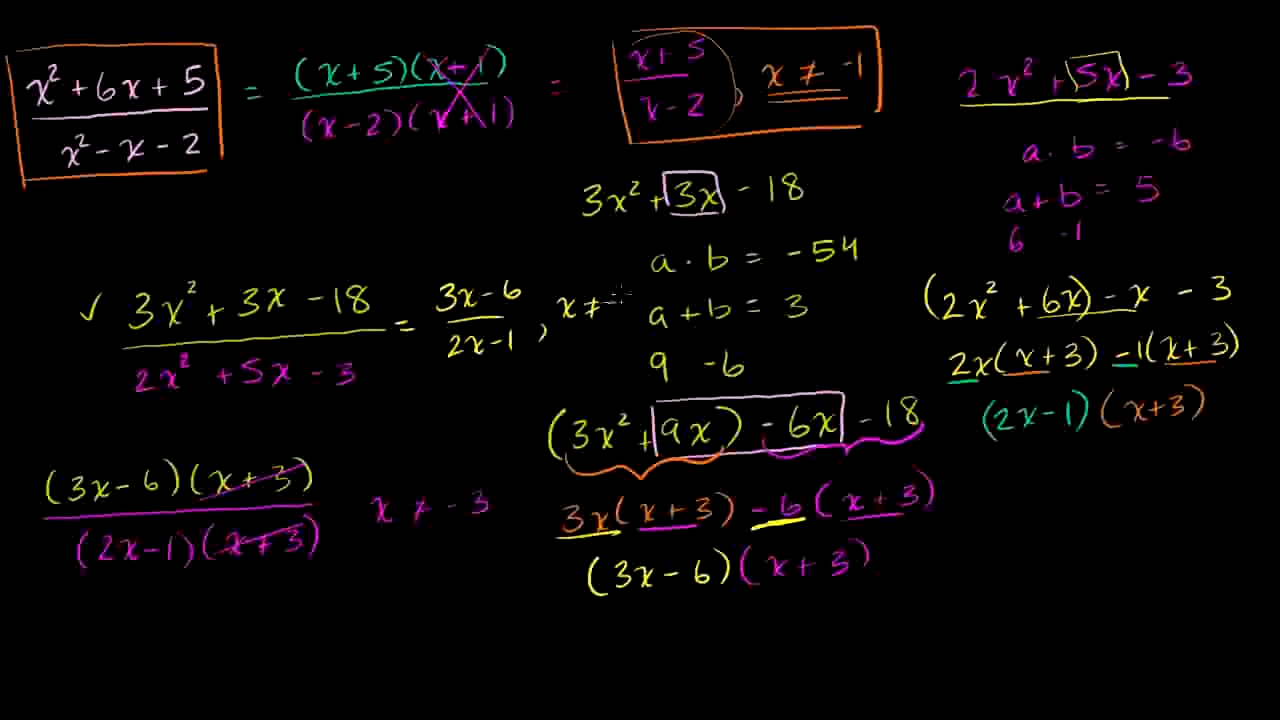 x² + 6x + 5 / x² - x - 2 = (x + 5)(x + 1) / (x - 2)(x + 1) = x + 5 / x - 2 , x ≠ -1
3x² + 3x - 18
a · b = -54
a + b = 3
9 -6
(3x² + 9x) - 6x - 18
3x(x + 3) - 6(x + 3)
(3x - 6)(x + 3)
2x² + 5x - 3
a · b = -6
a + b = 5
6 -1
(2x² + 6x) - x - 3
2x(x + 3) -1(x + 3)
(2x - 1)(x + 3)
✓ 3x² + 3x - 18 / 2x² + 5x - 3 = 3x - 6 / 2x - 1 , x ≠ -
(3x - 6)(x + 3) / (2x - 1)(x + 3) x ≠ -3